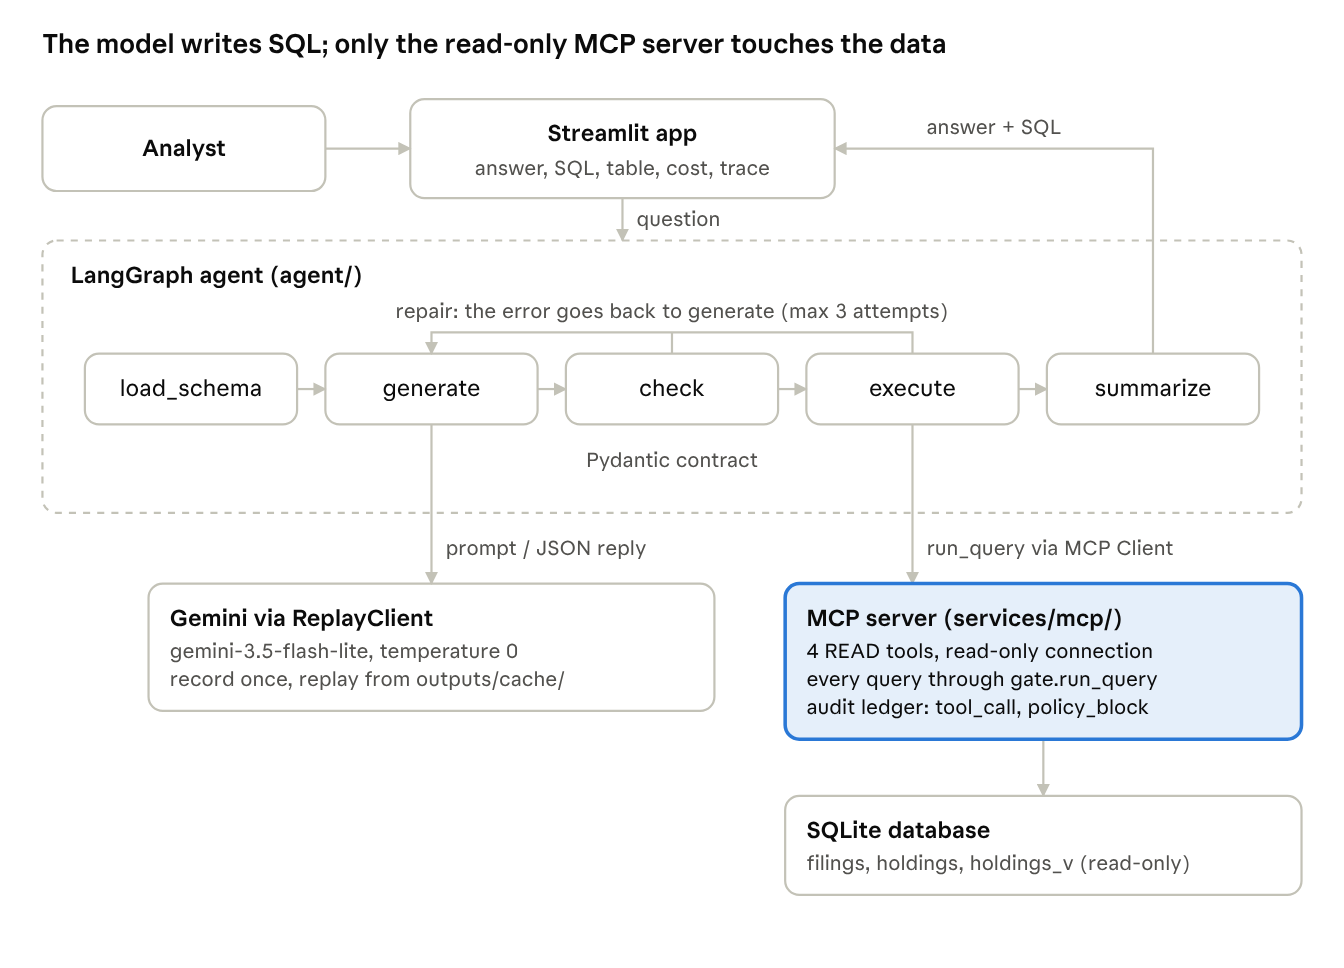 The model writes SQL; only the read-only MCP server touches the data
Analyst
Streamlit app
answer, SQL, table, cost, trace
answer + SQL
question
LangGraph agent (agent/)
repair: the error goes back to generate (max 3 attempts)
load_schema
generate
check
execute
summarize
Pydantic contract
prompt / JSON reply
run_query via MCP Client
Gemini via ReplayClient
gemini-3.5-flash-lite, temperature 0
record once, replay from outputs/cache/
MCP server (services/mcp/)
4 READ tools, read-only connection
every query through gate.run_query
audit ledger: tool_call, policy_block
SQLite database
filings, holdings, holdings_v (read-only)